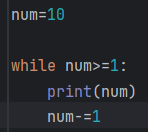 num=10
while num>=1:
    print(num)
    num-=1